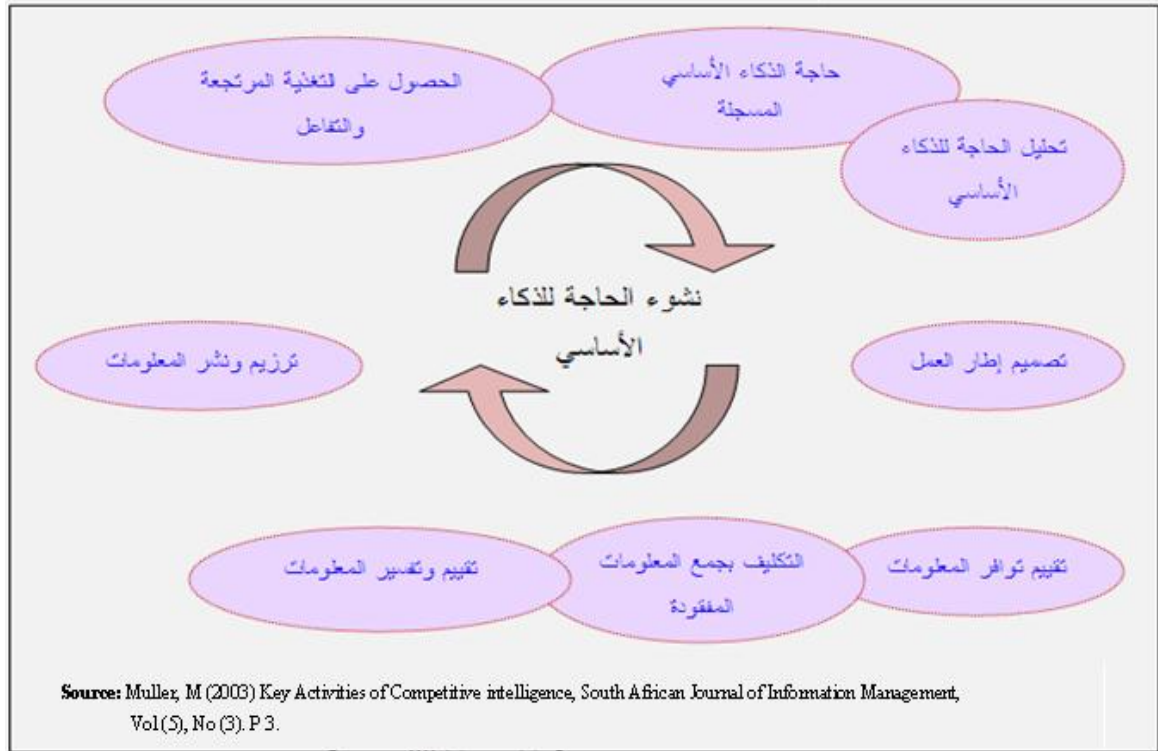 حاجة الذكاء الأساسي
المسجلة
تحليل الحاجة للذكاء
الأساسي
تصميم إطار العمل
تقييم توافر المعلومات
التكليف بجمع المعلومات
المفقودة
تقييم وتفسير المعلومات
ترزيم ونشر المعلومات
الحصول على التغذية المرتجعة
والتفاعل
نشوء الحاجة للذكاء
الأساسي
Source: Muller, M (2003) Key Activities of Competitive intelligence, South African Journal of Information Management,
Vol (5), No (3). P 3.